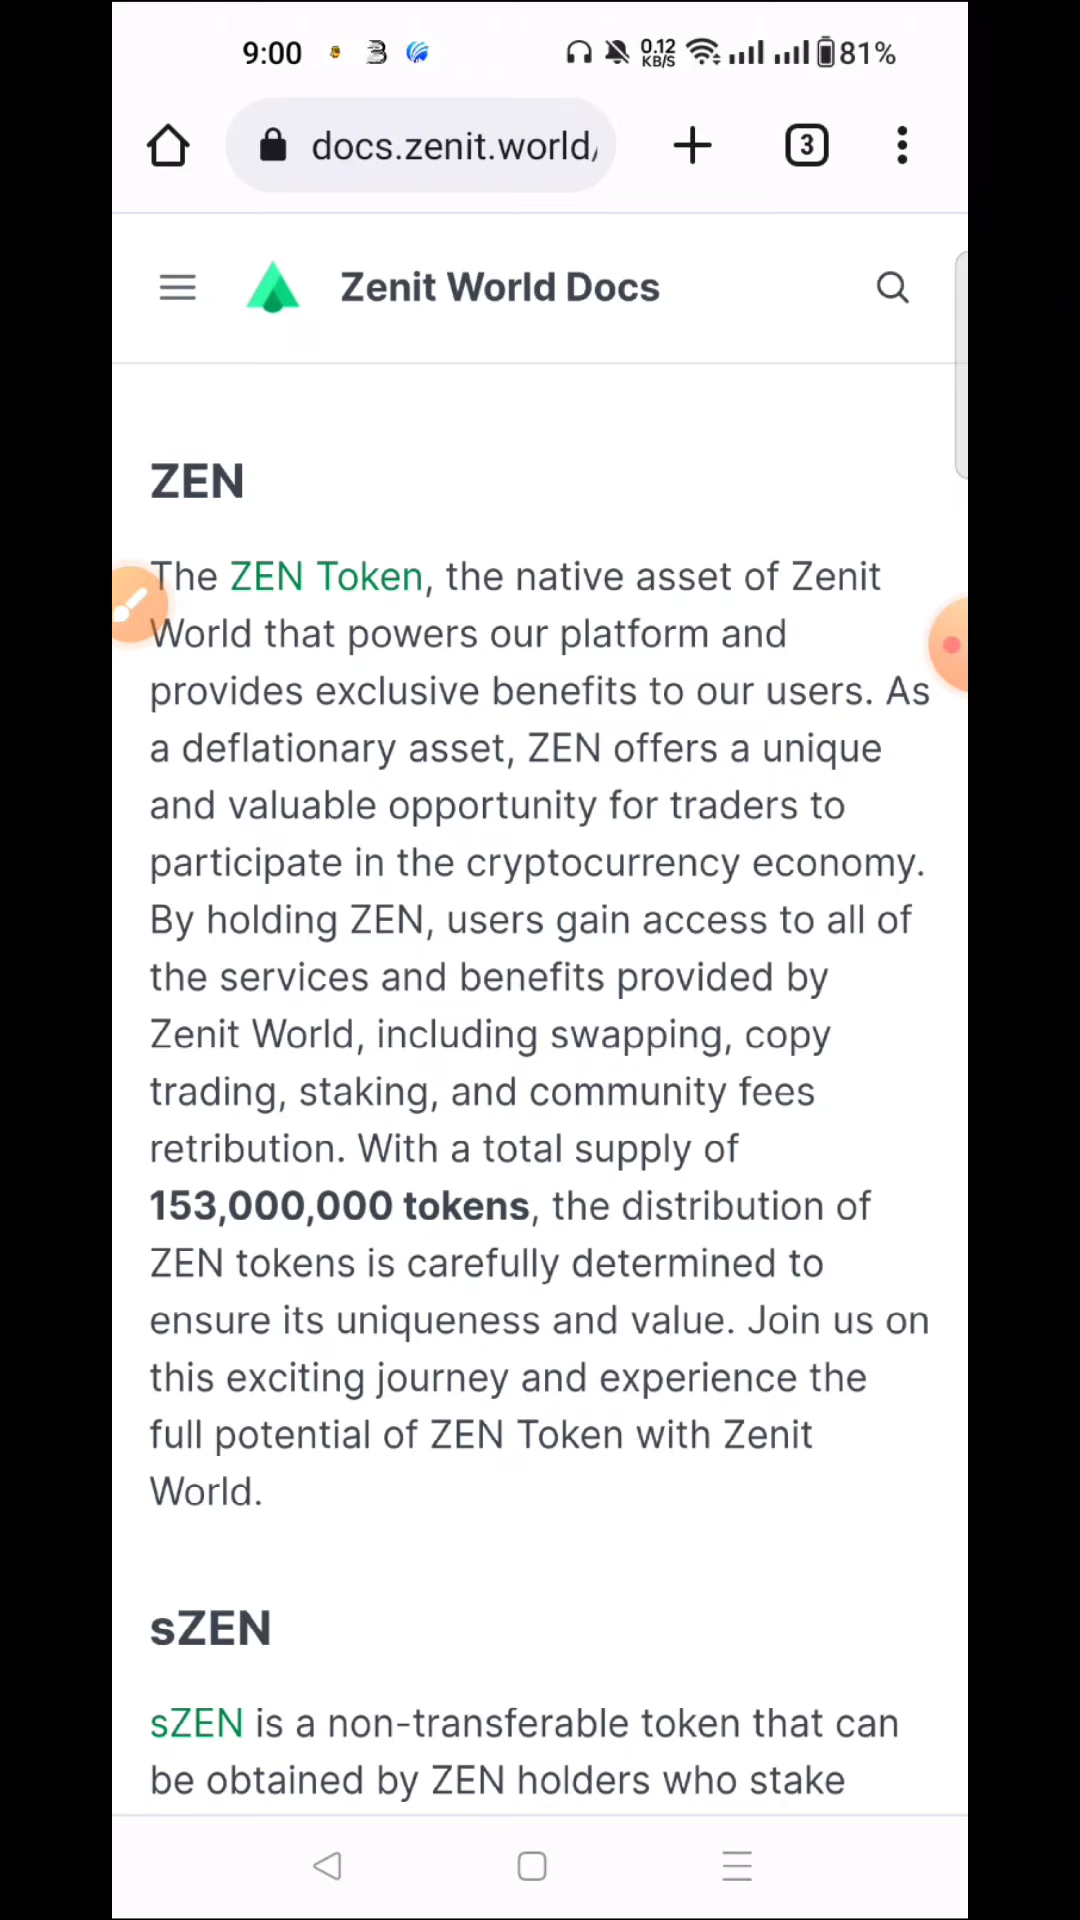 9:00 0.12 KB/S 81%
docs.zenit.world/ 3
Zenit World Docs
ZEN
The ZEN Token, the native asset of Zenit
World that powers our platform and
provides exclusive benefits to our users. As
a deflationary asset, ZEN offers a unique
and valuable opportunity for traders to
participate in the cryptocurrency economy.
By holding ZEN, users gain access to all of
the services and benefits provided by
Zenit World, including swapping, copy
trading, staking, and community fees
retribution. With a total supply of
153,000,000 tokens, the distribution of
ZEN tokens is carefully determined to
ensure its uniqueness and value. Join us on
this exciting journey and experience the
full potential of ZEN Token with Zenit
World.
sZEN
sZEN is a non-transferable token that can
be obtained by ZEN holders who stake